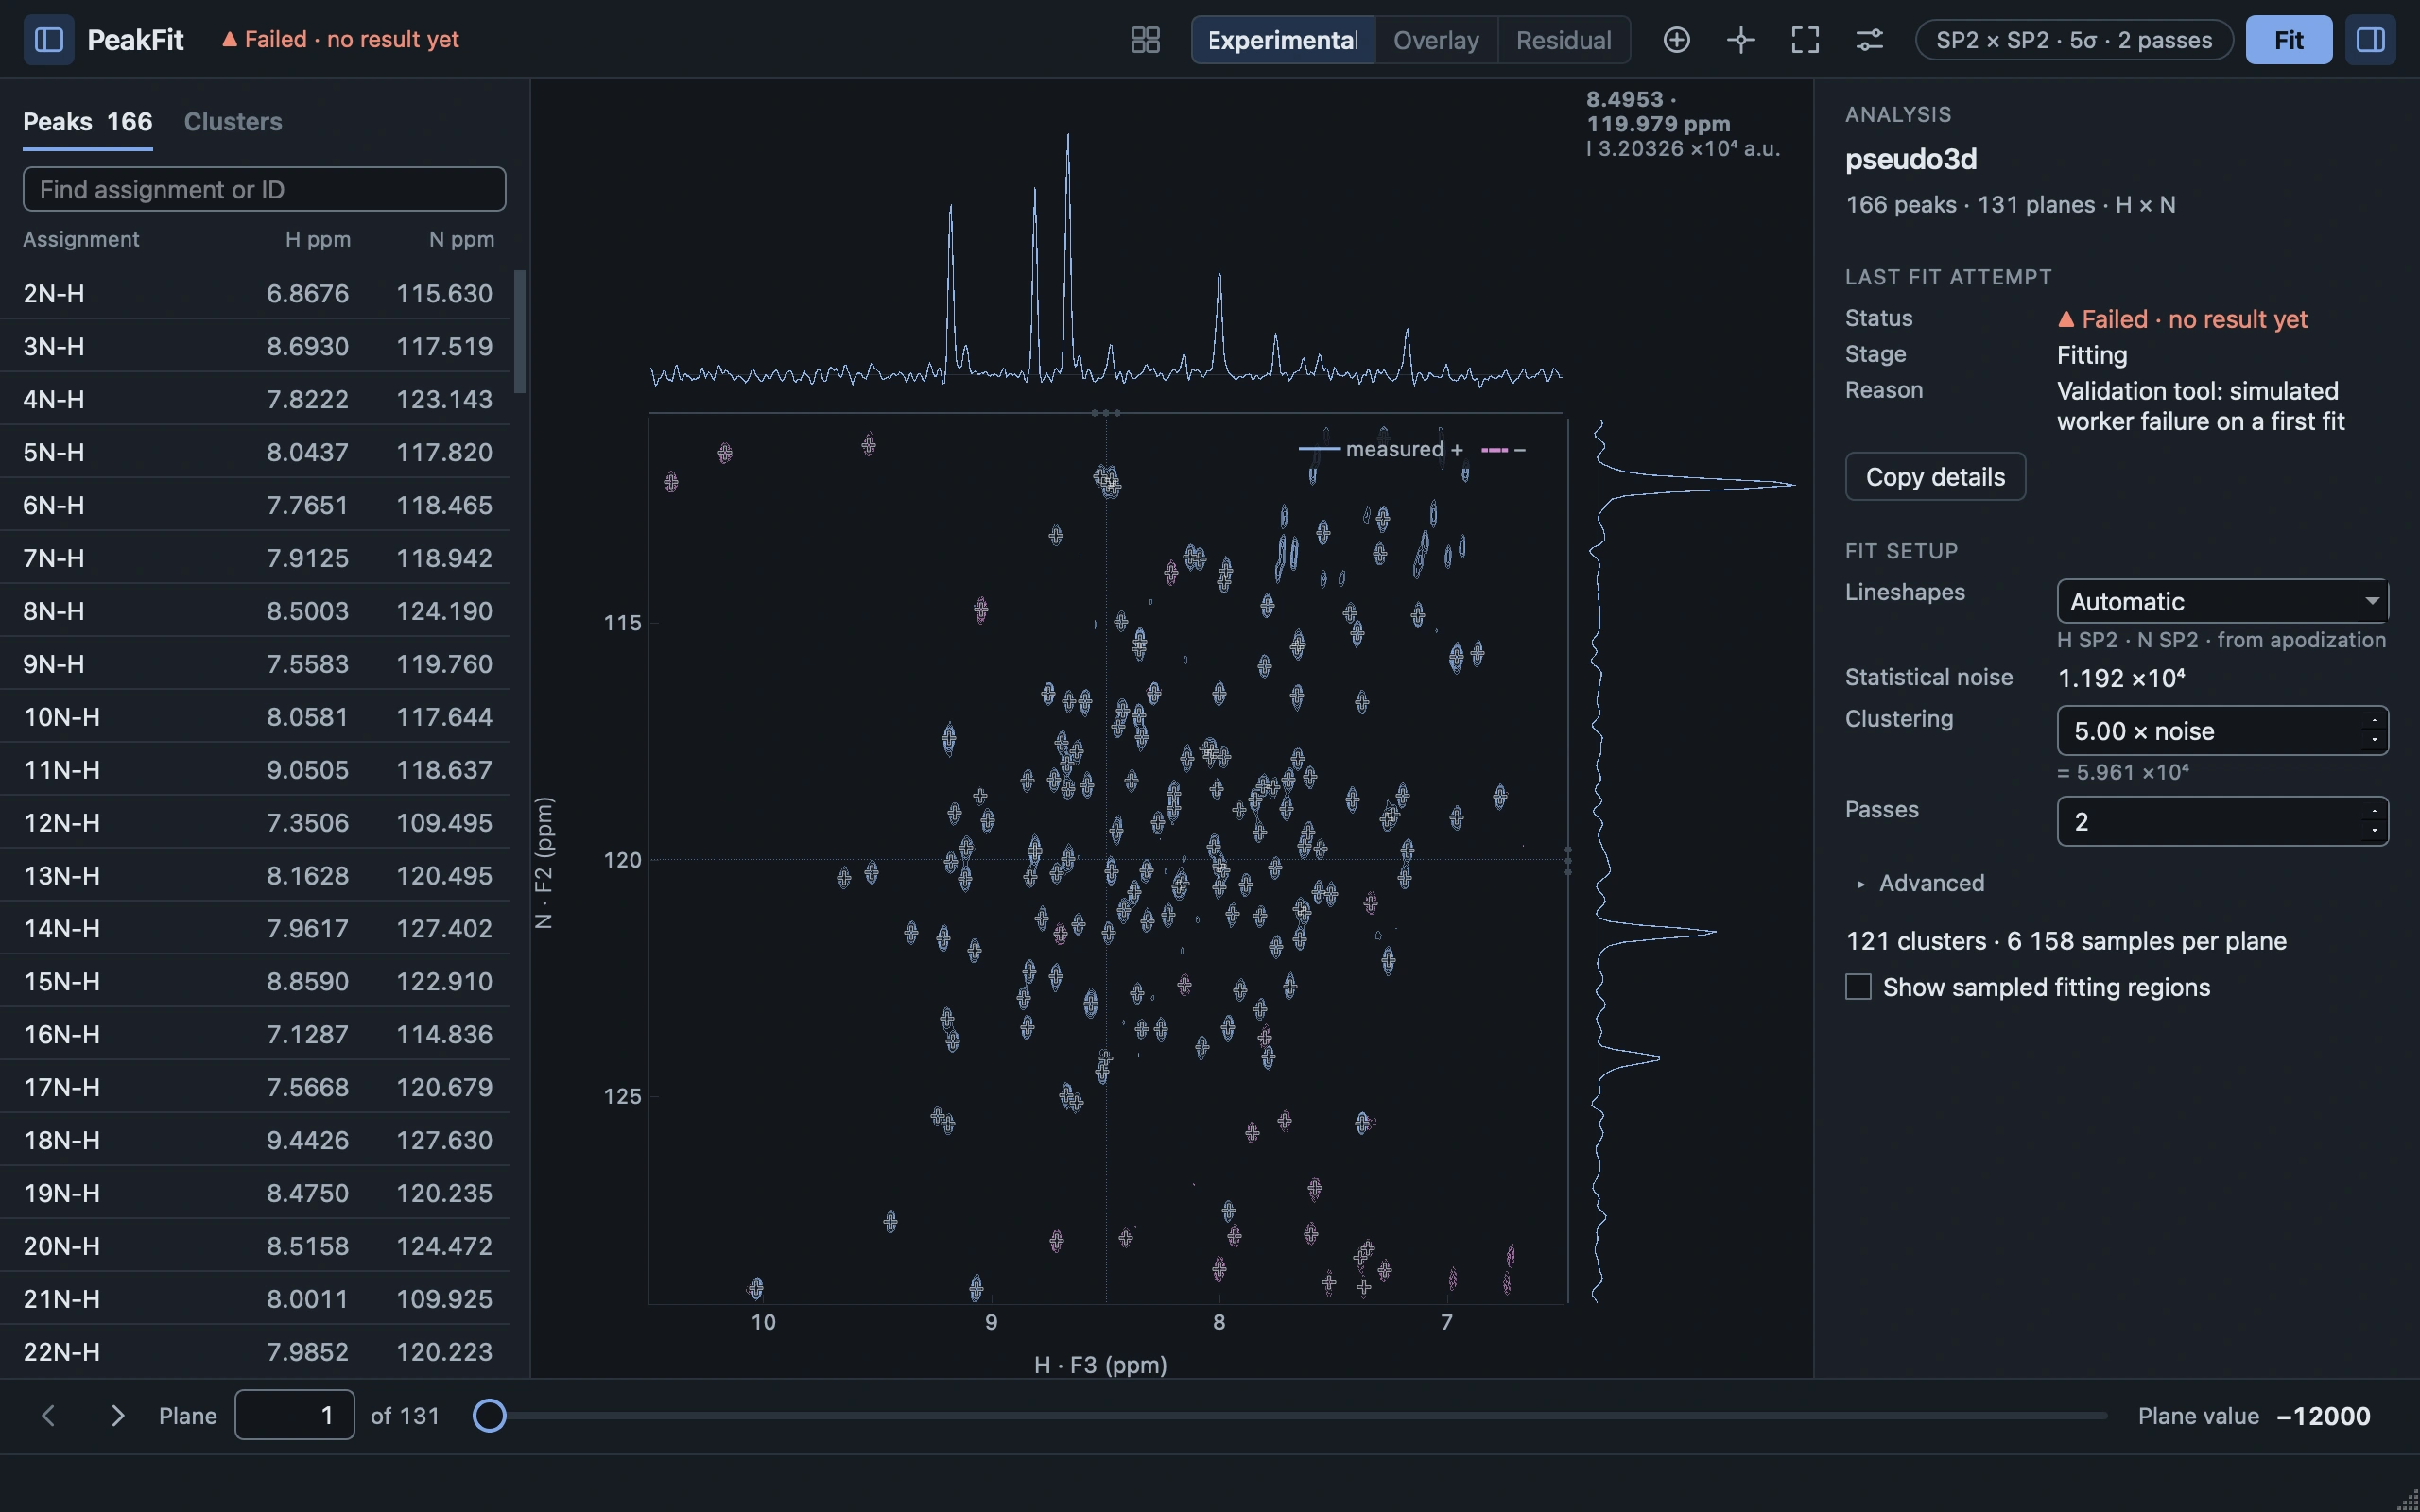 PeakFit
Failed · no result yet
Experimental
Overlay
Residual
SP2 × SP2 · 5σ · 2 passes
Fit
Peaks 166
Clusters
Find assignment or ID
Assignment H ppm N ppm
2N-H 6.8676 115.630
3N-H 8.6930 117.519
4N-H 7.8222 123.143
5N-H 8.0437 117.820
6N-H 7.7651 118.465
7N-H 7.9125 118.942
8N-H 8.5003 124.190
9N-H 7.5583 119.760
10N-H 8.0581 117.644
11N-H 9.0505 118.637
12N-H 7.3506 109.495
13N-H 8.1628 120.495
14N-H 7.9617 127.402
15N-H 8.8590 122.910
16N-H 7.1287 114.836
17N-H 7.5668 120.679
18N-H 9.4426 127.630
19N-H 8.4750 120.235
20N-H 8.5158 124.472
21N-H 8.0011 109.925
22N-H 7.9852 120.223
8.4953 ·
119.979 ppm
I 3.20326 ×10⁴ a.u.
measured + −
115
120
125
N · F2 (ppm)
10 9 8 7
H · F3 (ppm)
ANALYSIS
pseudo3d
166 peaks · 131 planes · H × N
LAST FIT ATTEMPT
Status Failed · no result yet
Stage Fitting
Reason Validation tool: simulated
worker failure on a first fit
Copy details
FIT SETUP
Lineshapes Automatic
H SP2 · N SP2 · from apodization
Statistical noise 1.192 ×10⁴
Clustering 5.00 × noise
= 5.961 ×10⁴
Passes 2
Advanced
121 clusters · 6 158 samples per plane
Show sampled fitting regions
Plane 1 of 131
Plane value −12000